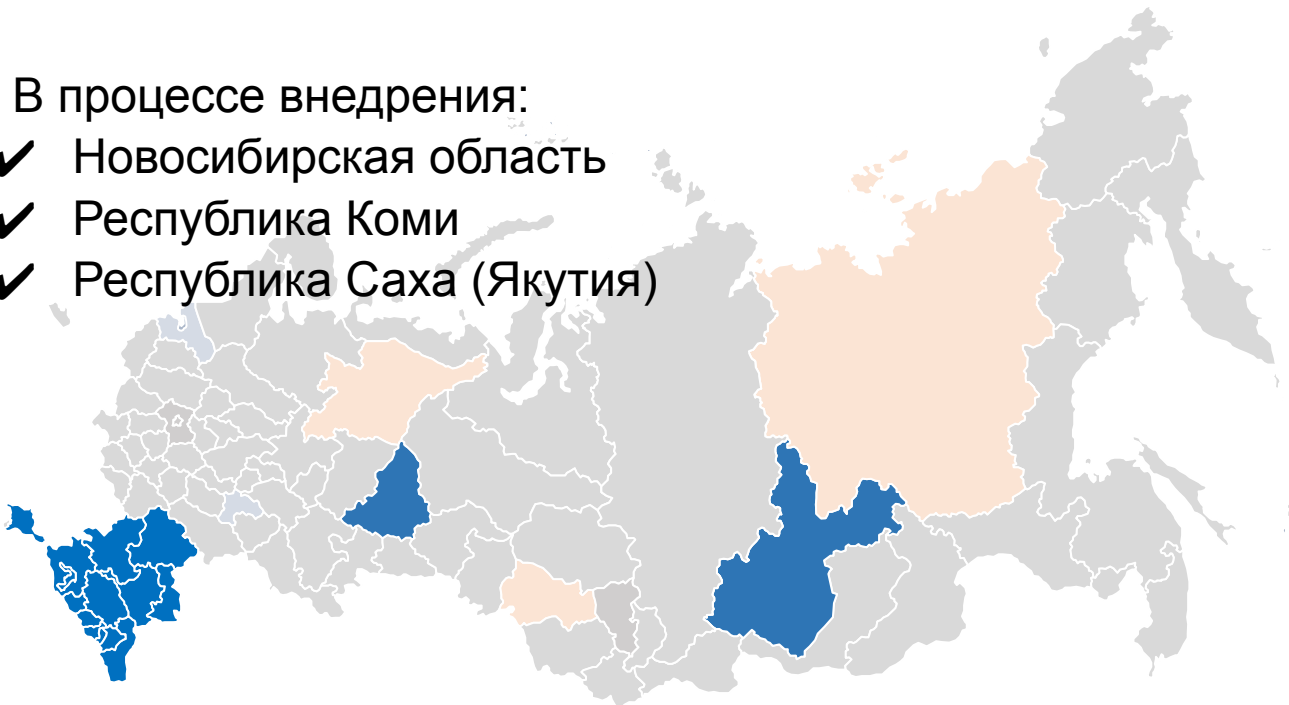 В процессе внедрения:
✔ Новосибирская область
✔ Республика Коми
✔ Республика Саха (Якутия)